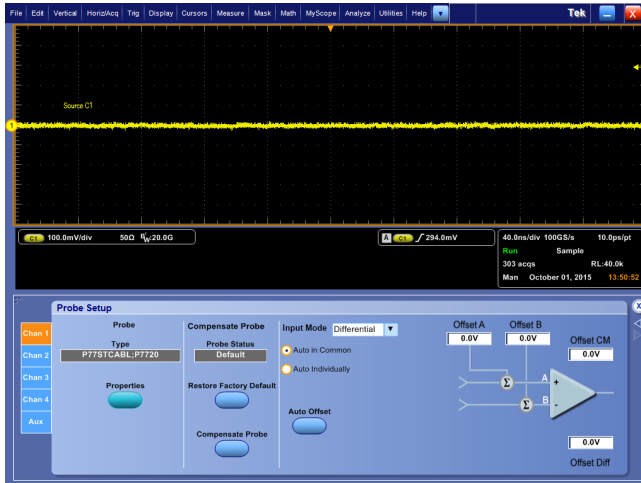 File Edit Vertical Horiz/Acq Trig Display Cursors Measure Mask Math MyScope Analyze Utilities Help Tek X
Source C1
1
C1 100.0mV/div 50Ω BW:20.0G
A C1 294.0mV
40.0ns/div 100GS/s 10.0ps/pt
Run Sample
303 acqs RL:40.0k
Man October 01, 2015 13:50:52
Probe Setup
X
Chan 1
Chan 2
Chan 3
Chan 4
Aux
Probe
Type
P77STCABL;P7720
Properties
Compensate Probe
Probe Status
Default
Restore Factory Default
Compensate Probe
Input Mode Differential
Auto in Common
Auto Individually
Auto Offset
Offset A Offset B
0.0V 0.0V
Offset CM
0.0V
Σ A +
Σ B -
0.0V
Offset Diff